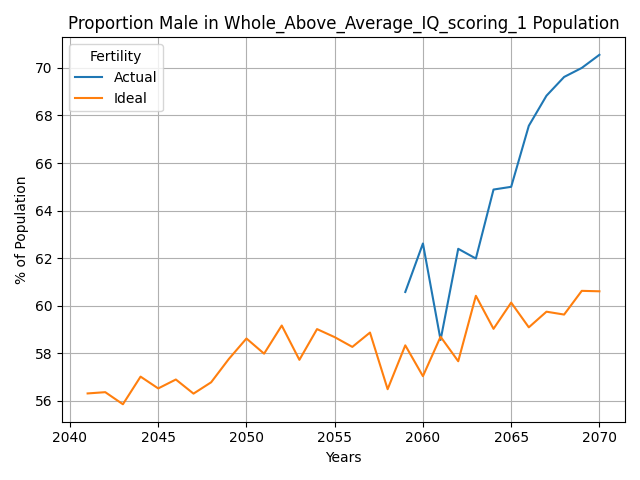 Proportion Male in Whole_Above_Average_IQ_scoring_1 Population
Fertility
Actual
Ideal
% of Population
70
68
66
64
62
60
58
56
2040
2045
2050
2055
2060
2065
2070
Years